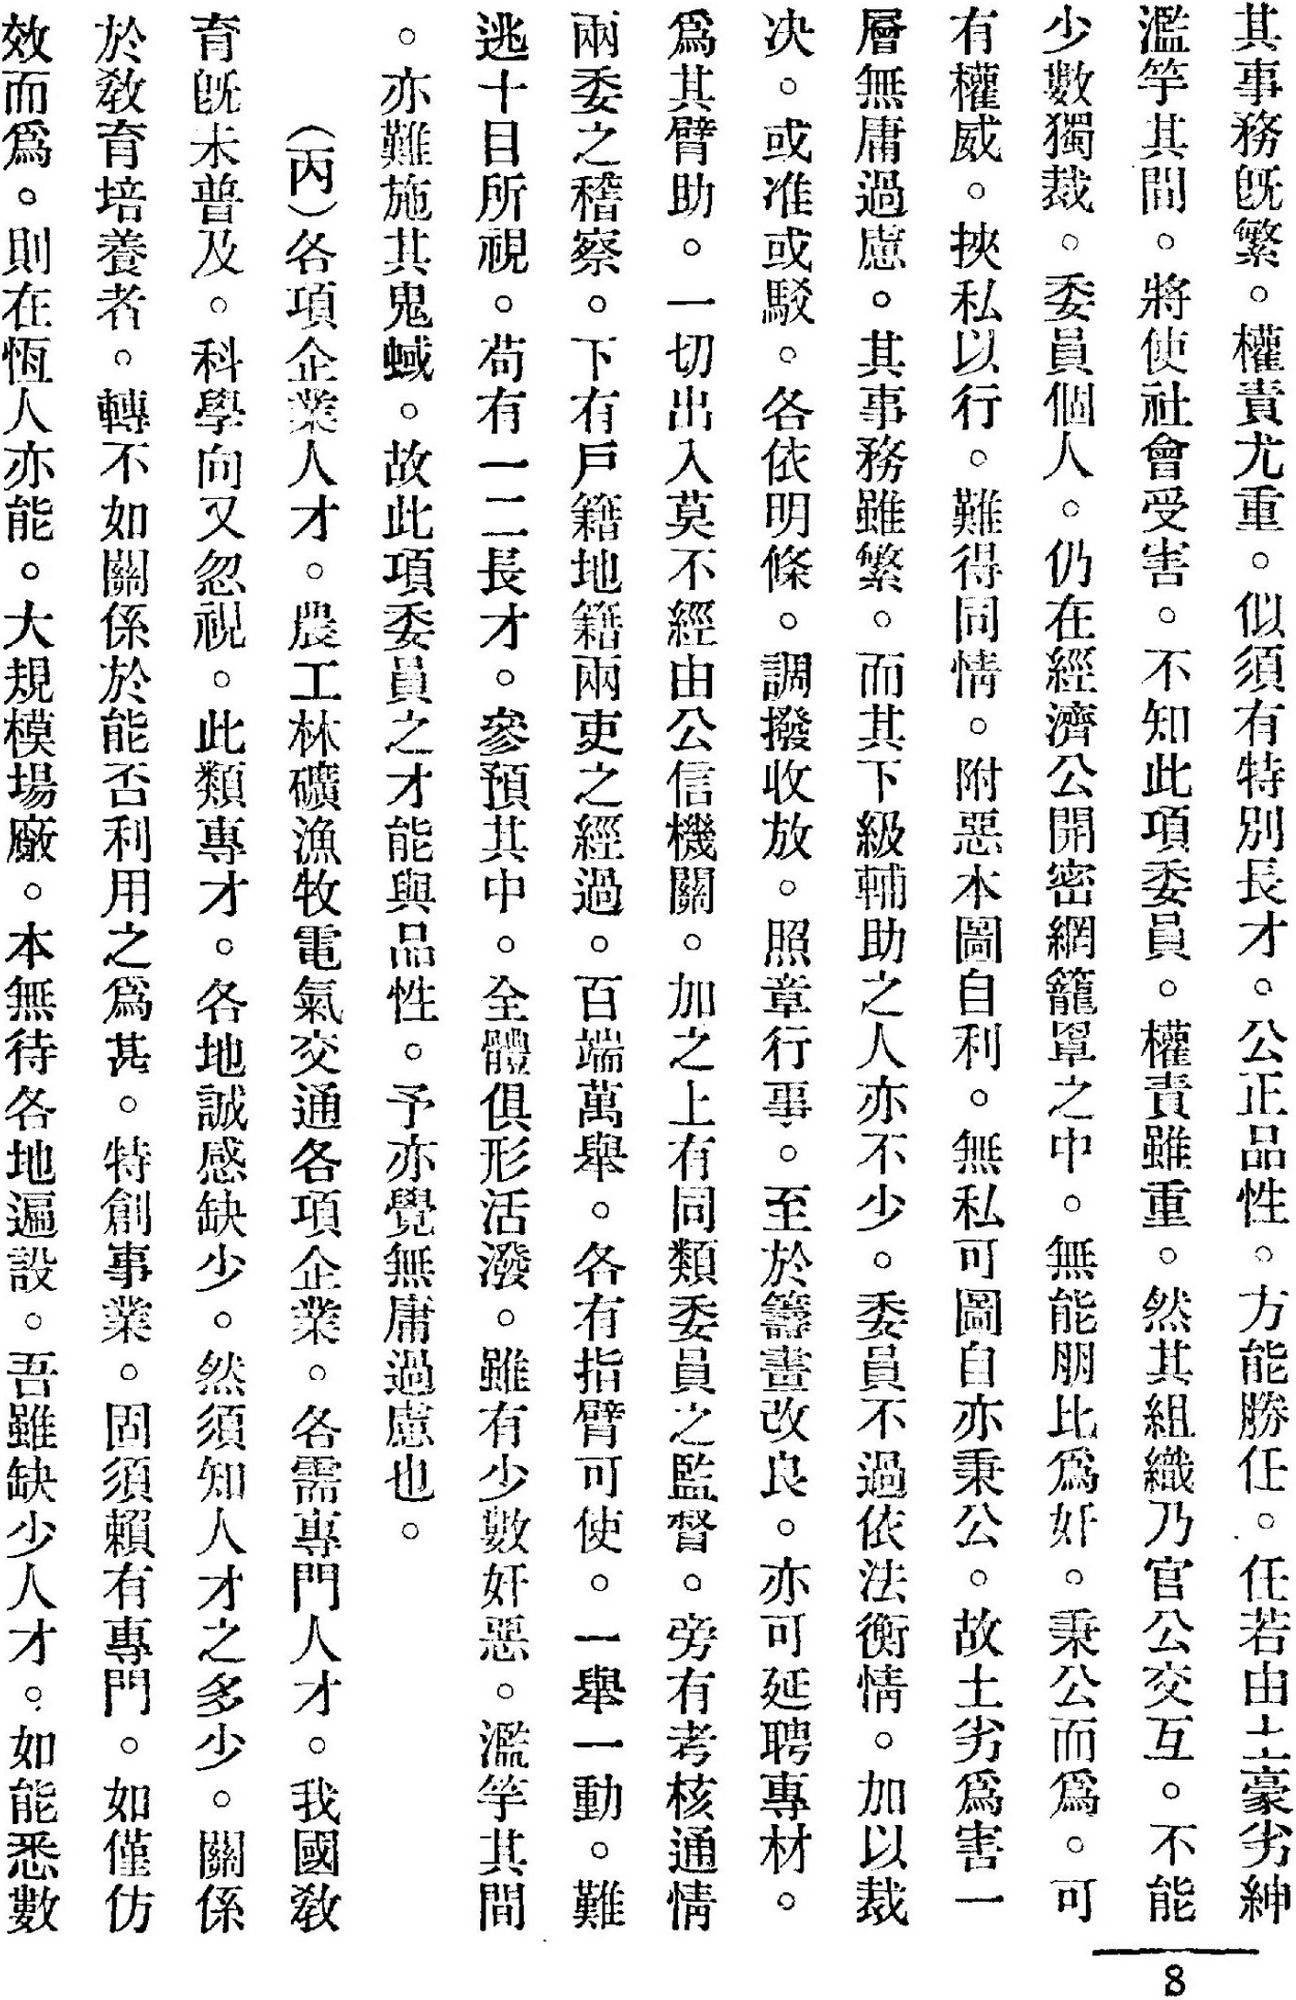 其事務旣繁。權責尤重。似須有特別長才。公正品性。方能勝任。任若由土豪劣紳
濫竽其間。將使社會受害。不知此項委員。權責雖重。然其組織乃官公交互。不能
少數獨裁。委員個人。仍在經濟公開密網籠罩之中。無能朋比爲奸。秉公而爲。可
有權威。挾私以行。難得同情。附惡本圖自利。無私可圖自亦秉公。故土劣爲害一
層無庸過慮。其事務雖繁。而其下級輔助之人亦不少。委員不過依法衡情。加以裁
决。或准或駁。各依明條。調撥收放。照章行事。至於籌畫改良。亦可延聘專材。
爲其臂助。一切出入莫不經由公信機關。加之上有同類委員之監督。旁有考核通情
兩委之稽察。下有戶籍地籍兩吏之經過。百端萬舉。各有指臂可使。一舉一動。難
逃十目所視。苟有一二長才。參預其中。全體俱形活潑。雖有少數奸惡。濫竽其間
。亦難施其鬼蜮。故此項委員之才能與品性。予亦覺無庸過慮也。
(丙)各項企業人才。農工林礦漁牧電氣交通各項企業。各需專門人才。我國敎
育旣未普及。科學向又忽視。此類專才。各地誠感缺少。然須知人才之多少。關係
於敎育培養者。轉不如關係於能否利用之爲甚。特創事業。固須賴有專門。如僅仿
效而爲。則在恆人亦能。大規模場廠。本無待各地遍設。吾雖缺少人才。如能悉數
8